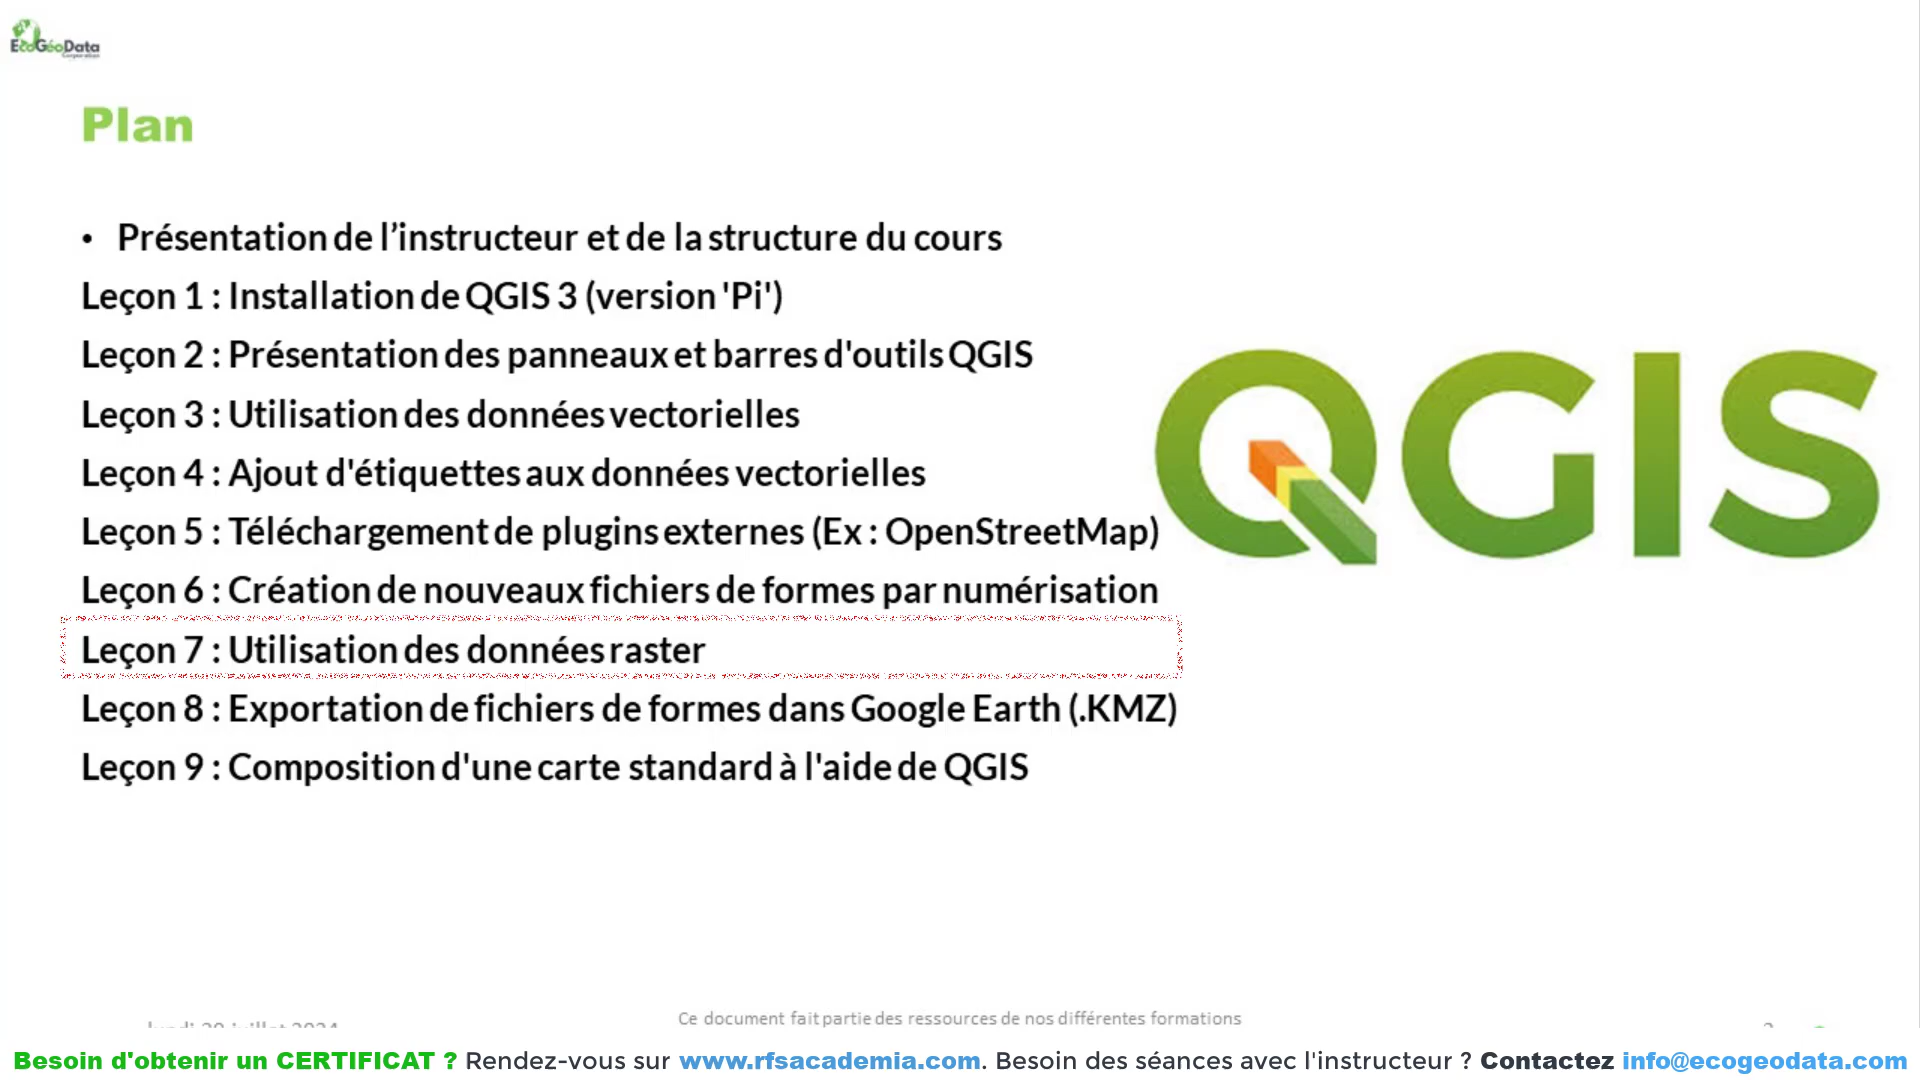 EcoGéoData
Plan
• Présentation de l’instructeur et de la structure du cours
Leçon 1 : Installation de QGIS 3 (version 'Pi')
Leçon 2 : Présentation des panneaux et barres d'outils QGIS
Leçon 3 : Utilisation des données vectorielles
Leçon 4 : Ajout d'étiquettes aux données vectorielles
Leçon 5 : Téléchargement de plugins externes (Ex : OpenStreetMap)
Leçon 6 : Création de nouveaux fichiers de formes par numérisation
Leçon 7 : Utilisation des données raster
Leçon 8 : Exportation de fichiers de formes dans Google Earth (.KMZ)
Leçon 9 : Composition d'une carte standard à l'aide de QGIS
QGIS
Ce document fait partie des ressources de nos différentes formations
Besoin d'obtenir un CERTIFICAT ? Rendez-vous sur www.rfsacademia.com. Besoin des séances avec l'instructeur ? Contactez info@ecogeodata.com